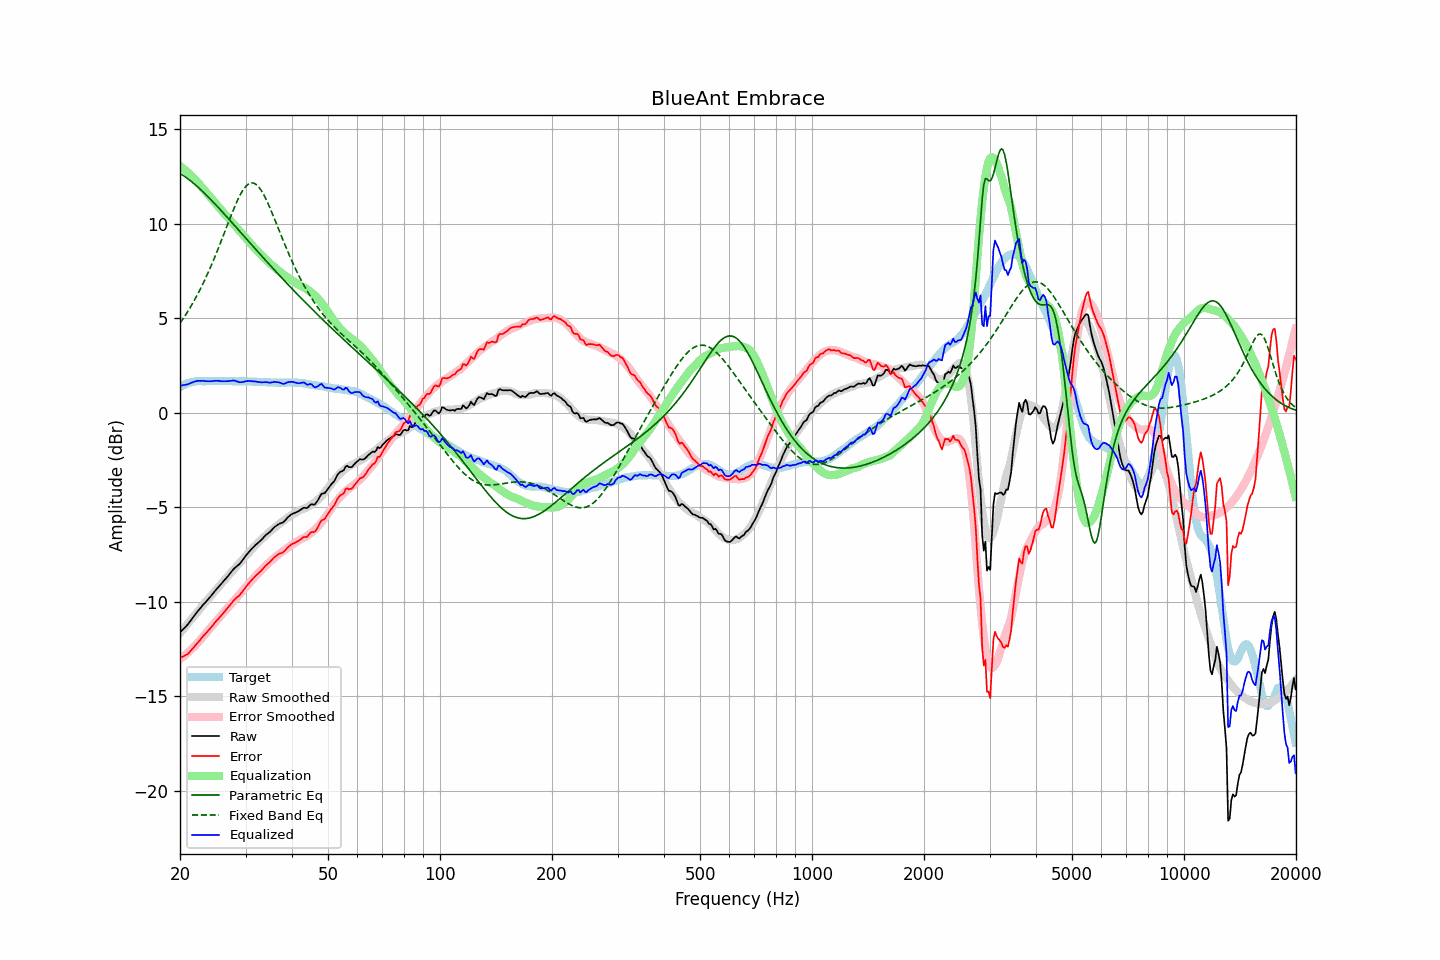 BlueAnt Embrace
Amplitude (dBr)
15
10
5
0
−5
−10
−15
−20
Target
Raw Smoothed
Error Smoothed
Raw
Error
Equalization
Parametric Eq
Fixed Band Eq
Equalized
20 50 100 200 500 1000 2000 5000 10000 20000
Frequency (Hz)